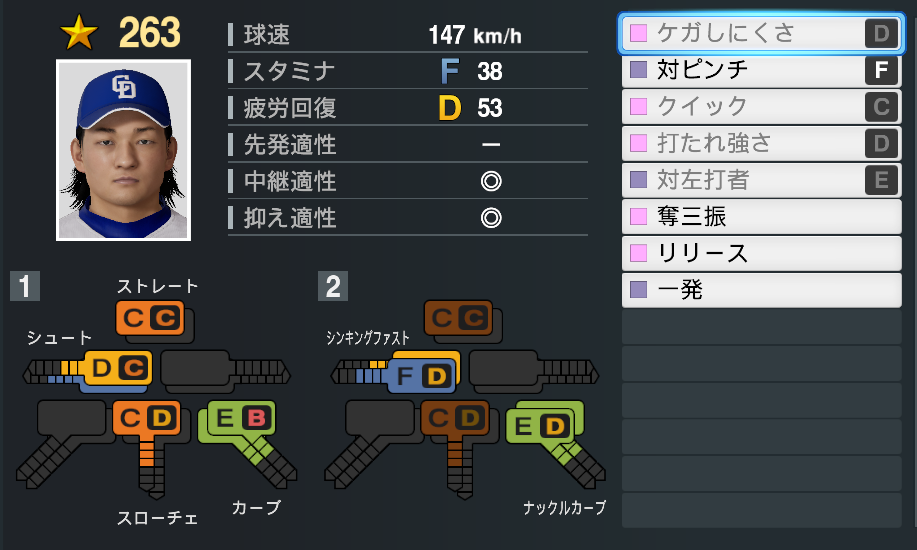 ★ 263
CD
球速 147 km/h
スタミナ F 38
疲労回復 D 53
先発適性 ー
中継適性 ◎
抑え適性 ◎
ケガしにくさ D
対ピンチ F
クイック C
打たれ強さ D
対左打者 E
奪三振
リリース
一発
1
ストレート
C C
シュート
D C
C D
E B
スローチェ
カーブ
2
C C
シンキングファスト
F D
C D
E D
ナックルカーブ